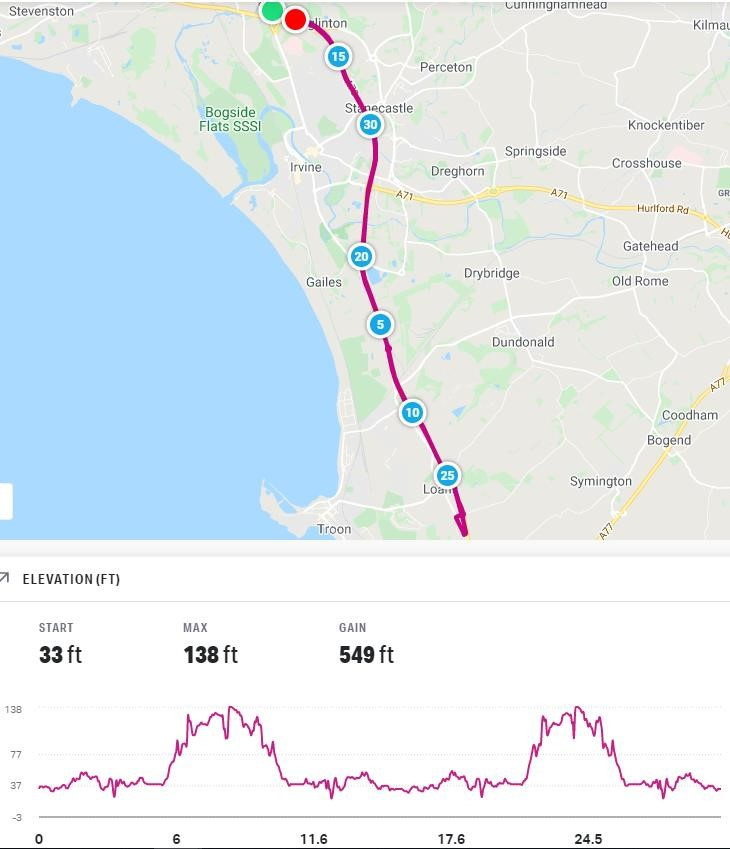 Stevenston
Cunninghamhead
glinton
Kilmau
15
Perceton
Stanecastle
Bogside
Flats SSSI
30
Knockentiber
Springside
Crosshouse
Irvine
Dreghorn
A71
A71
GR
Hurlford Rd
Hu
20
Gatehead
Drybridge
Gailes
Old Rome
5
Dundonald
A77
10
Coodham
Bogend
25
Loan
Symington
Troon
A77
ELEVATION (FT)
START MAX GAIN
33 ft 138 ft 549 ft
138
77
37
-3
0 6 11.6 17.6 24.5